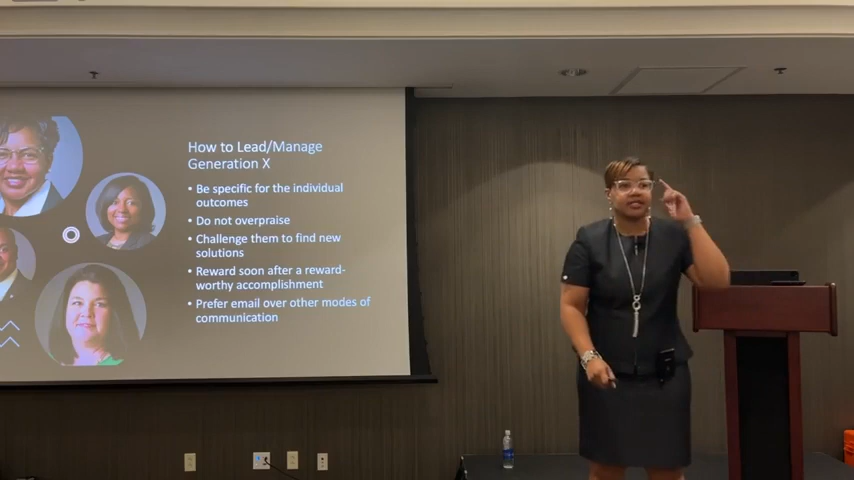 How to Lead/Manage
Generation X
• Be specific for the individual
outcomes
• Do not overpraise
• Challenge them to find new
solutions
• Reward soon after a reward-
worthy accomplishment
• Prefer email over other modes of
communication